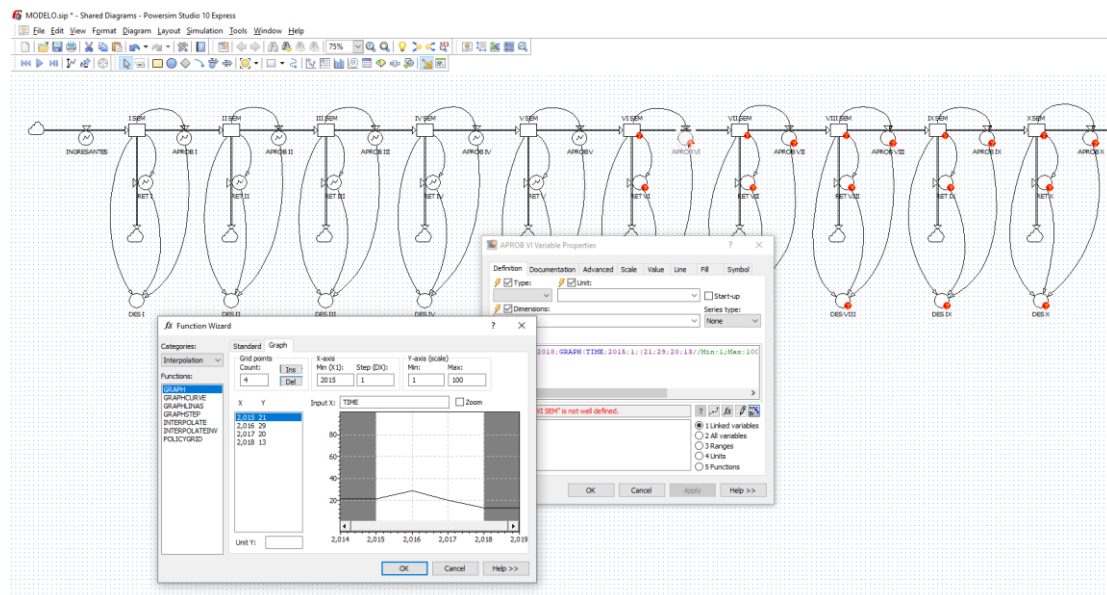 MODELO.sip * - Shared Diagrams - Powersim Studio 10 Express
File Edit View Format Diagram Layout Simulation Tools Window Help
75%
I SEM II SEM III SEM IV SEM V SEM VI SEM VII SEM VIII SEM IX SEM X SEM
INGRESANTES APROB I APROB II APROB III APROB IV APROB V APROB VI APROB VII APROB VIII APROB IX APROB X
RET I RET II RET III RET IV RET V RET VI RET VII RET VIII RET IX RET X
DES I DES II DES III DES IV DES VIII DES IX DES X
APROB VI Variable Properties
? ×
Definition Documentation Advanced Scale Value Line Fill Symbol
Type: Unit:
Start-up
Dimensions:
Series type:
None
2018;GRAPH(TIME;2015;1;{21;29;20;13//Min:1;Max:100
VI SEM" is not well defined.
1 Linked variables
2 All variables
3 Ranges
4 Units
5 Functions
OK Cancel Apply Help >>
fx Function Wizard
? ×
Categories:
Interpolation
Functions:
GRAPH
GRAPHCURVE
GRAPHLINAS
GRAPHSTEP
INTERPOLATE
INTERPOLATEINV
POLICYGRID
Standard Graph
Grid points X-axis Y-axis (scale)
Count: Ins Min (X1): Step (DX): Min: Max:
4 Del 2015 1 1 100
X Y Input X: TIME Zoom
2,015 21
2,016 29
2,017 20
2,018 13
80
60
40
20
2,014 2,015 2,016 2,017 2,018 2,019
Unit Y:
OK Cancel Help >>